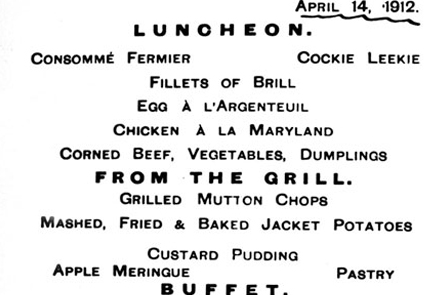 APRIL 14, 1912.
LUNCHEON.
CONSOMMÉ FERMIER COCKIE LEEKIE
FILLETS OF BRILL
EGG À L'ARGENTEUIL
CHICKEN À LA MARYLAND
CORNED BEEF, VEGETABLES, DUMPLINGS
FROM THE GRILL.
GRILLED MUTTON CHOPS
MASHED, FRIED & BAKED JACKET POTATOES
CUSTARD PUDDING
APPLE MERINGUE PASTRY
BUFFET.